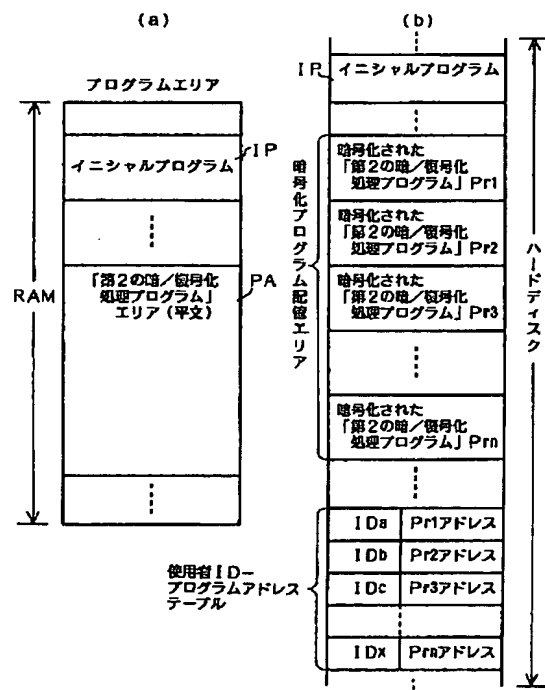 (a)
プログラムエリア
IP
イニシャルプログラム
RAM
「第2の暗/復号化
処理プログラム」
エリア(平文)
PA
(b)
IP
イニシャルプログラム
暗号化プログラム配置エリア
暗号化された
「第2の暗/復号化
処理プログラム」Pr1
暗号化された
「第2の暗/復号化
処理プログラム」Pr2
暗号化された
「第2の暗/復号化
処理プログラム」Pr3
暗号化された
「第2の暗/復号化
処理プログラム」Prn
ハードディスク
使用者ID-
プログラムアドレス
テーブル
IDa Pr1アドレス
IDb Pr2アドレス
IDc Pr3アドレス
IDx Prnアドレス